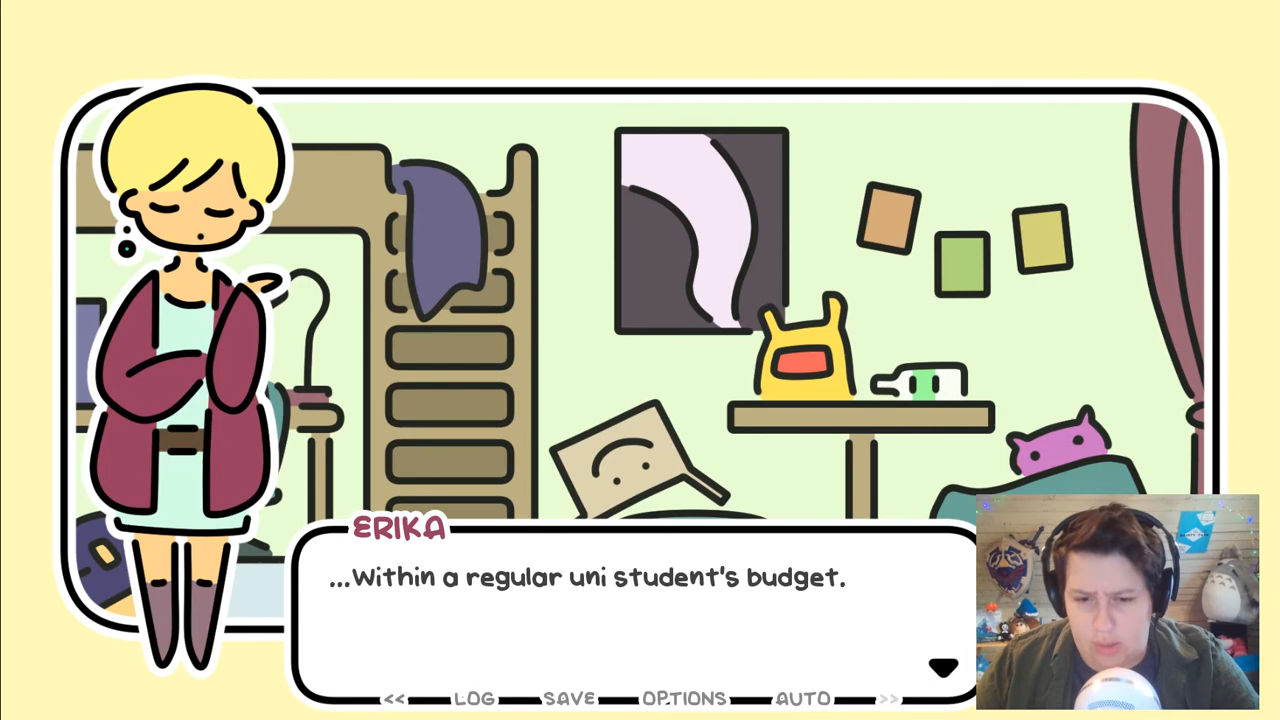 ERIKA
...Within a regular uni student's budget.
<< LOG SAVE OPTIONS AUTO >>